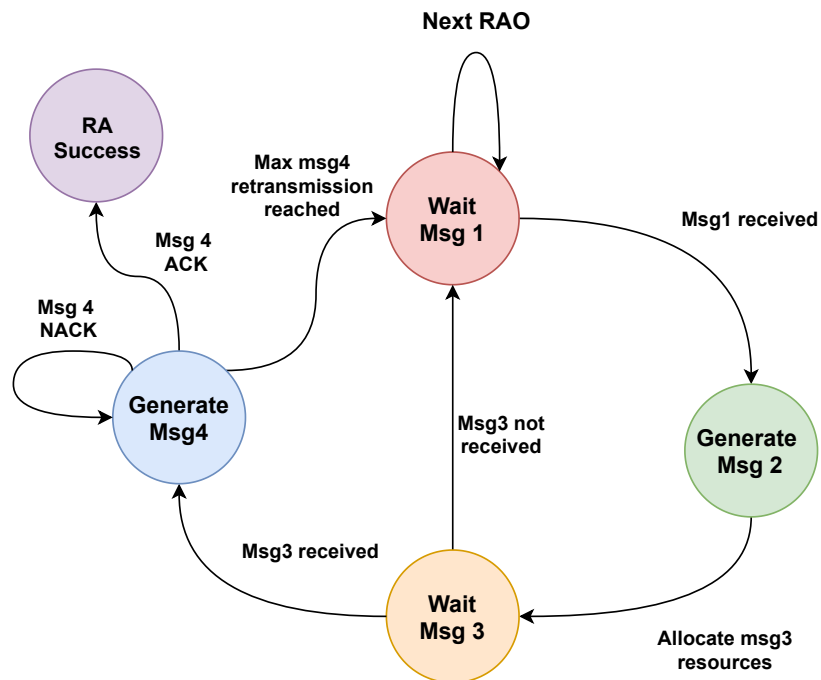 Next RAO
RA
Success
Max msg4
retransmission
reached
Wait
Msg 1
Msg1 received
Msg 4
ACK
Msg 4
NACK
Generate
Msg4
Msg3 not
received
Generate
Msg 2
Msg3 received
Wait
Msg 3
Allocate msg3
resources